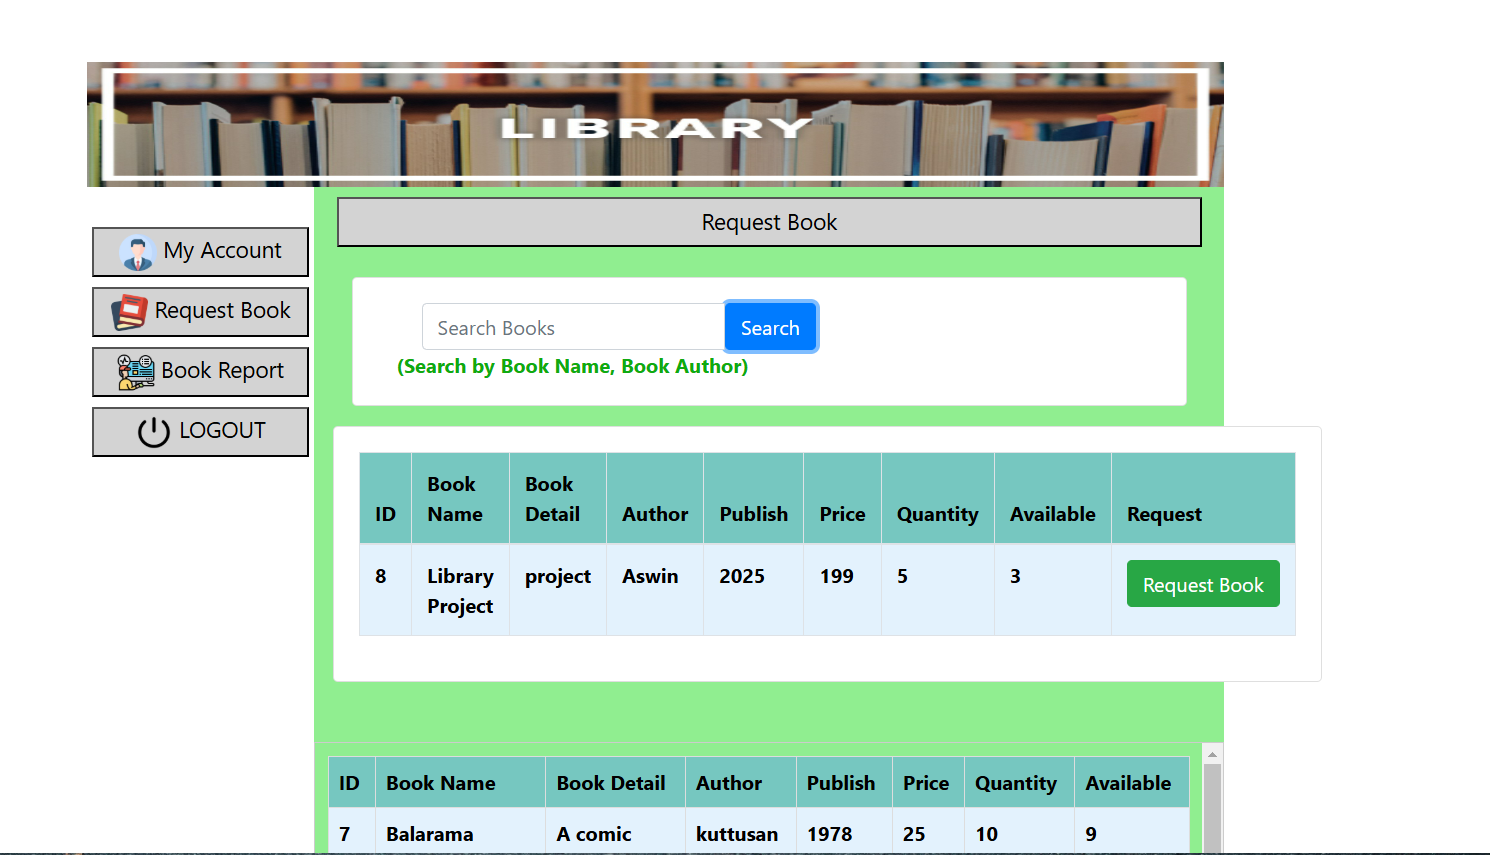 LIBRARY
Request Book
My Account
Request Book
Book Report
LOGOUT
Search Books Search
(Search by Book Name, Book Author)
ID Book Name Book Detail Author Publish Price Quantity Available Request
8 Library Project project Aswin 2025 199 5 3 Request Book
ID Book Name Book Detail Author Publish Price Quantity Available
7 Balarama A comic kuttusan 1978 25 10 9